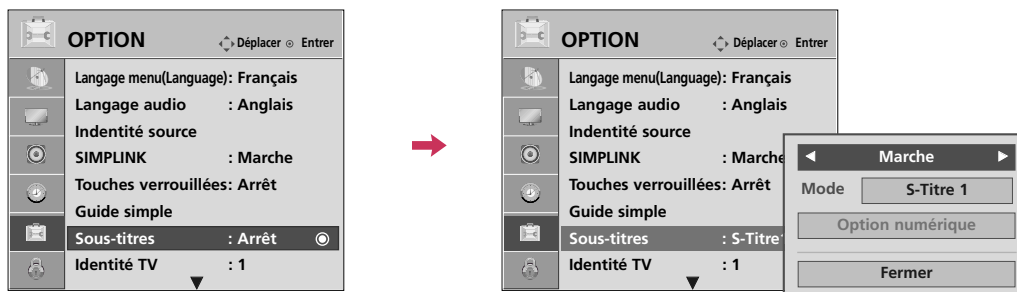 OPTION
Déplacer Entrer
Langage menu(Language): Français
Langage audio : Anglais
Indentité source
SIMPLINK : Marche
Touches verrouillées: Arrêt
Guide simple
Sous-titres : Arrêt
Identité TV : 1
OPTION
Déplacer Entrer
Langage menu(Language): Français
Langage audio : Anglais
Indentité source
SIMPLINK : Marche
Touches verrouillées: Arrêt
Guide simple
Sous-titres : S-Titre1
Identité TV : 1
Marche
Mode S-Titre 1
Option numérique
Fermer